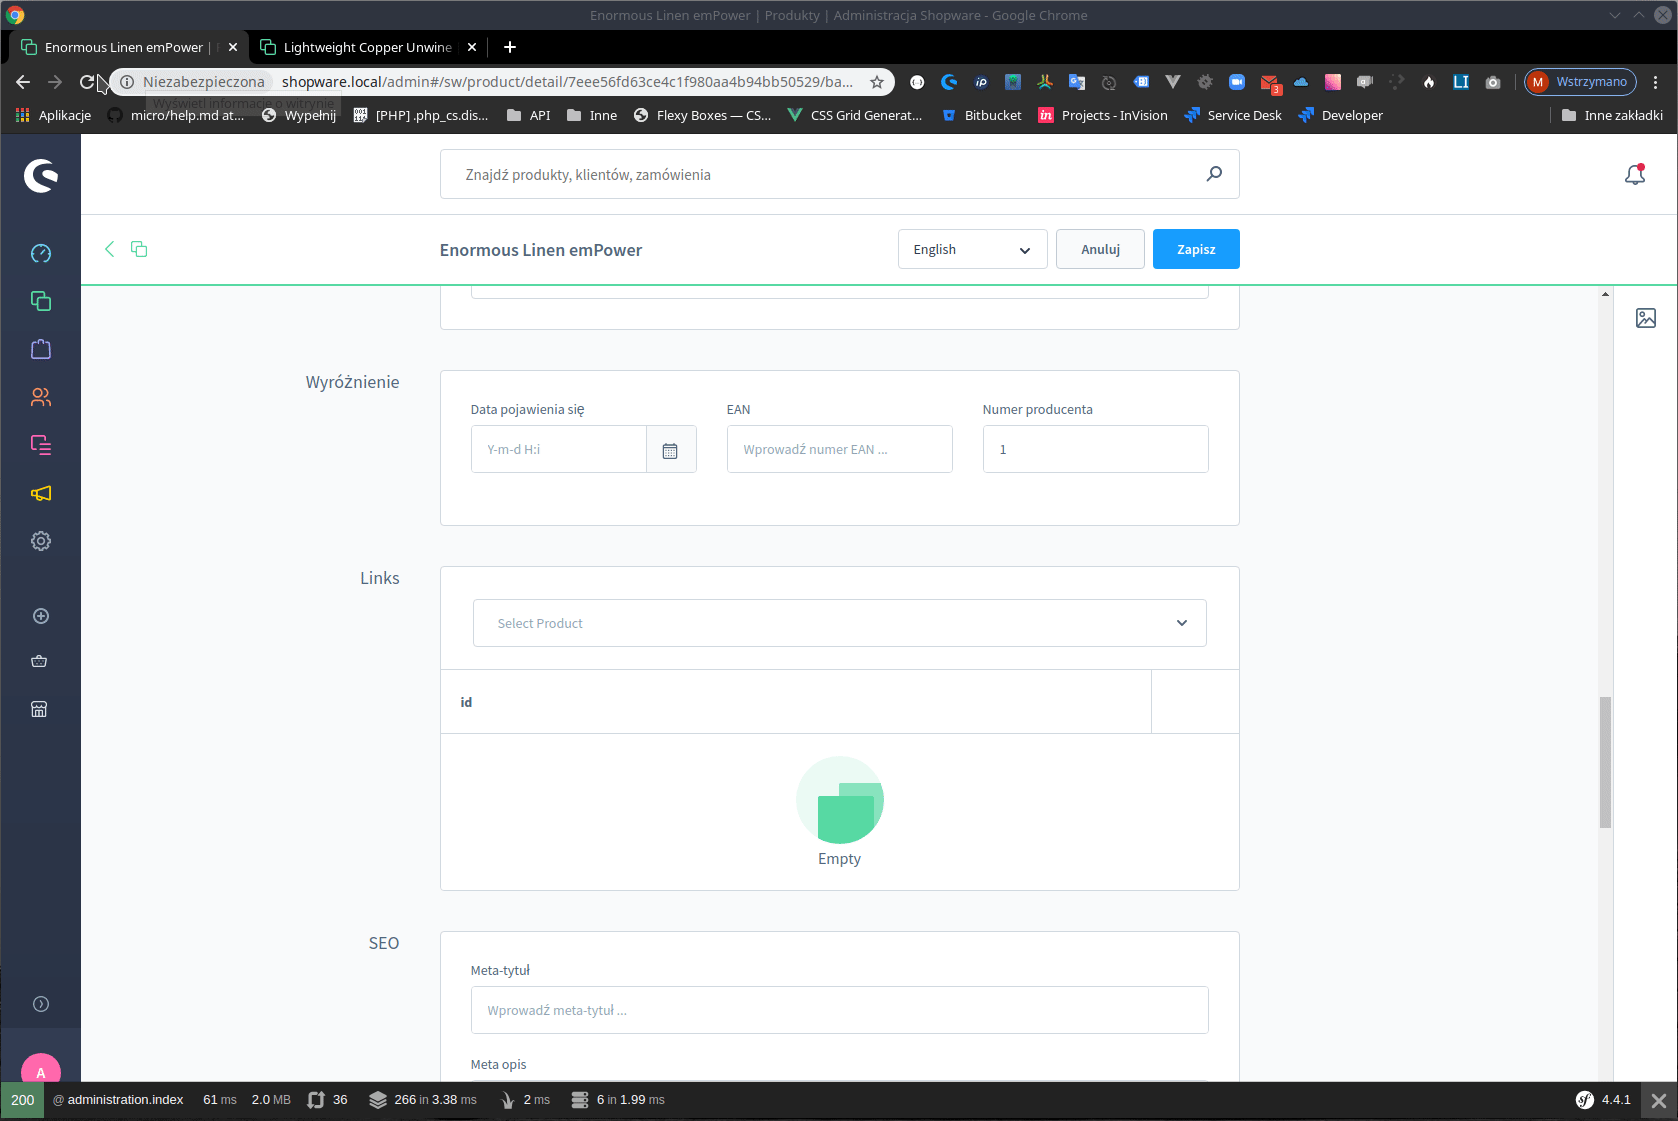 Enormous Linen emPower | Produkty | Administracja Shopware - Google Chrome
Enormous Linen emPower |
Lightweight Copper Unwine
Niezabezpieczona
shopware.local/admin#/sw/product/detail/7eee56fd63ce4c1f980aa4b94bb50529/ba...
Wstrzymano
M
3
LI
iP
Wyświetl informacje o witrynie
Aplikacje
micro/help.md at...
Wypełnij
[PHP] .php_cs.dis...
API
Inne
Flexy Boxes — CS...
CSS Grid Generat...
Bitbucket
in
Projects - InVision
Service Desk
Developer
Inne zakładki
Znajdź produkty, klientów, zamówienia
Enormous Linen emPower
English
Anuluj
Zapisz
Wyróżnienie
Data pojawienia się
EAN
Numer producenta
Y-m-d H:i
Wprowadź numer EAN ...
1
Links
Select Product
id
Empty
SEO
Meta-tytuł
Wprowadź meta-tytuł ...
Meta opis
A
200
@ administration.index
61 ms
2.0 MB
36
266 in 3.38 ms
2 ms
6 in 1.99 ms
sf
4.4.1